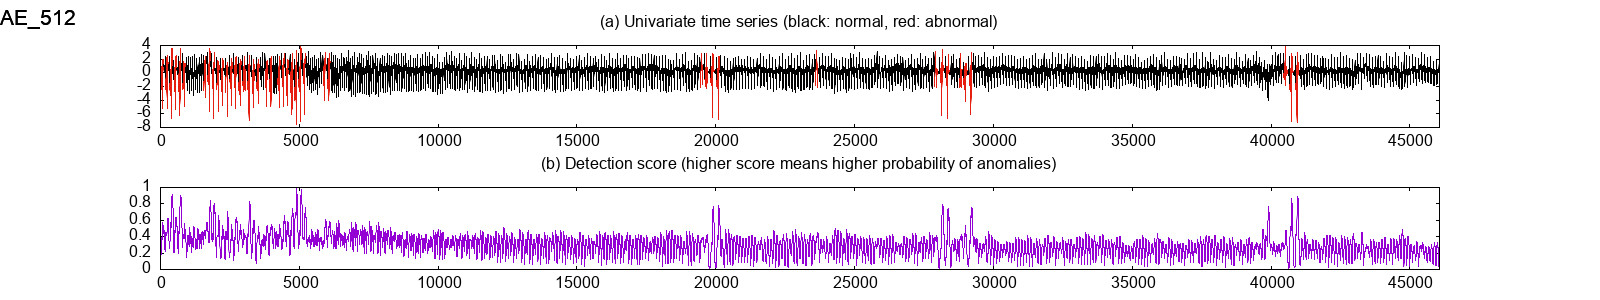 AE_512
(a) Univariate time series (black: normal, red: abnormal)
4
2
0
-2
-4
-6
-8
0 5000 10000 15000 20000 25000 30000 35000 40000 45000
(b) Detection score (higher score means higher probability of anomalies)
1
0.8
0.6
0.4
0.2
0
0 5000 10000 15000 20000 25000 30000 35000 40000 45000